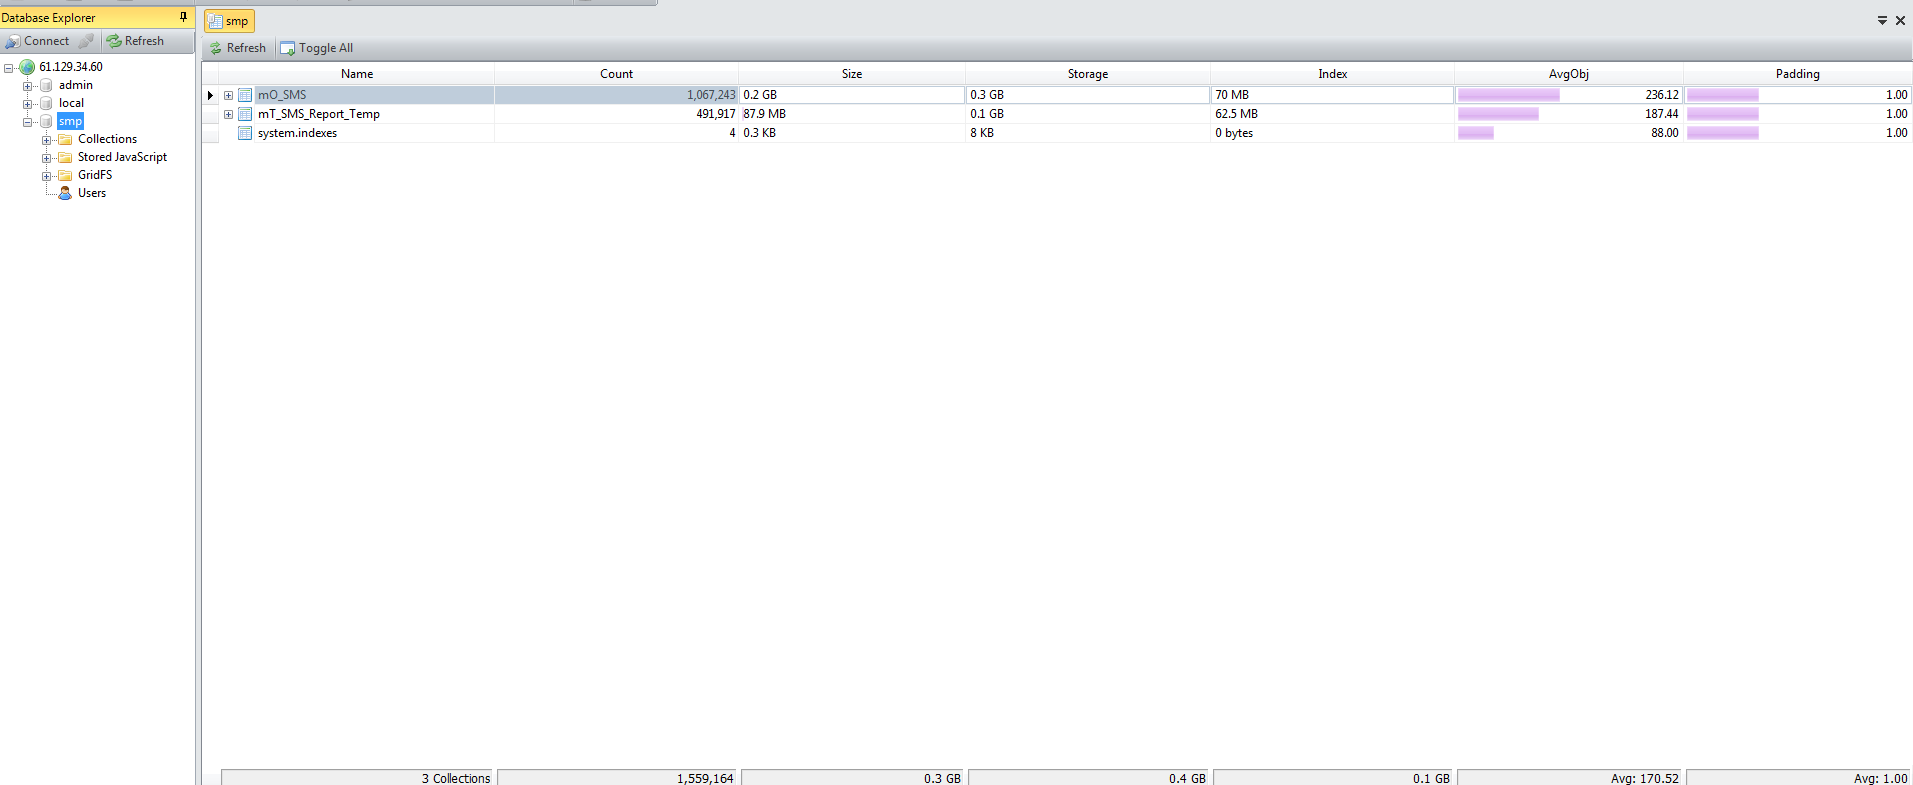 Database Explorer
Connect Refresh
61.129.34.60
admin
local
smp
Collections
Stored JavaScript
GridFS
Users
smp
Refresh Toggle All
Name Count Size Storage Index AvgObj Padding
mO_SMS 1,067,243 0.2 GB 0.3 GB 70 MB 236.12 1.00
mT_SMS_Report_Temp 491,917 87.9 MB 0.1 GB 62.5 MB 187.44 1.00
system.indexes 4 0.3 KB 8 KB 0 bytes 88.00 1.00
3 Collections 1,559,164 0.3 GB 0.4 GB 0.1 GB Avg: 170.52 Avg: 1.00